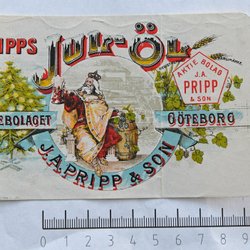 IPPS
JUL-ÖL
AKTIE BOLAG
J.A.
PRIPP
& SON
EBOLAGET
GÖTEBORG
J.A.PRIPP & SON
0 1 2 3 4 5 6 7 8 9